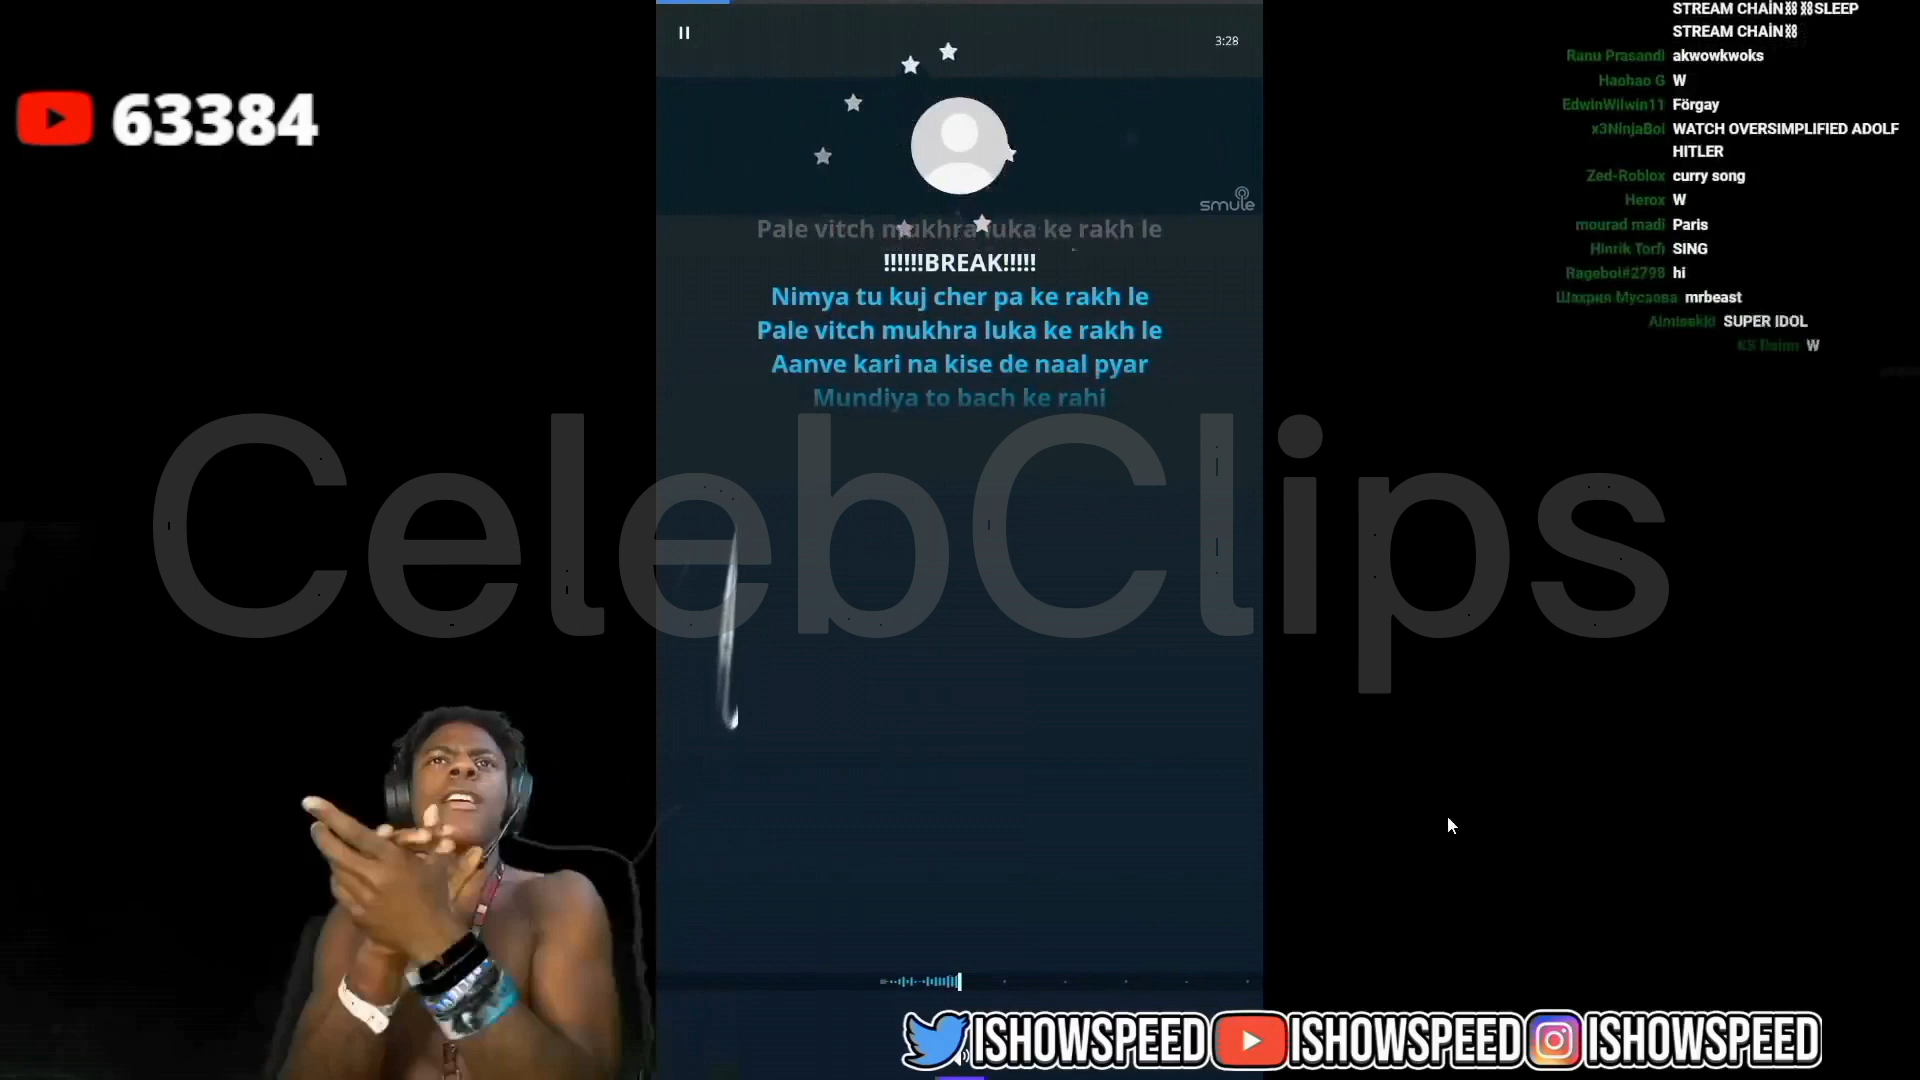 63384
3:28
smule
Pale vitch mukhra luka ke rakh le
!!!!!!BREAK!!!!!
Nimya tu kuj cher pa ke rakh le
Pale vitch mukhra luka ke rakh le
Aanve kari na kise de naal pyar
Mundiya to bach ke rahi
STREAM CHAİN⛓⛓SLEEP
STREAM CHAİN⛓
Ranu Prasandi akwowkwoks
Haohao G W
EdwinWilwin11 Förgay
x3NinjaBoi WATCH OVERSIMPLIFIED ADOLF
HITLER
Zed-Roblox curry song
Herox W
mourad madi Paris
Hinrik Torfi SING
Rageboi#2798 hi
Шахрия Мусаева mrbeast
SUPER IDOL
W
CelebClips
ISHOWSPEED ISHOWSPEED ISHOWSPEED